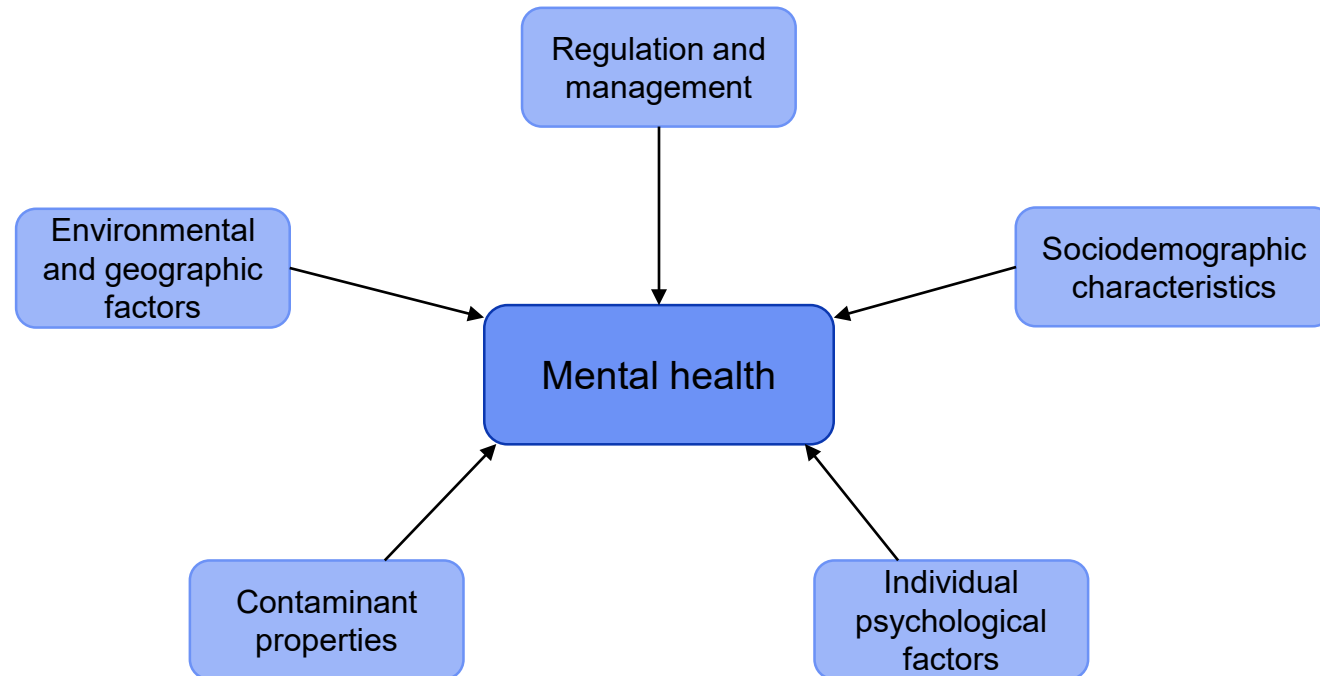 Regulation and
management
Environmental
and geographic
factors
Sociodemographic
characteristics
Mental health
Contaminant
properties
Individual
psychological
factors